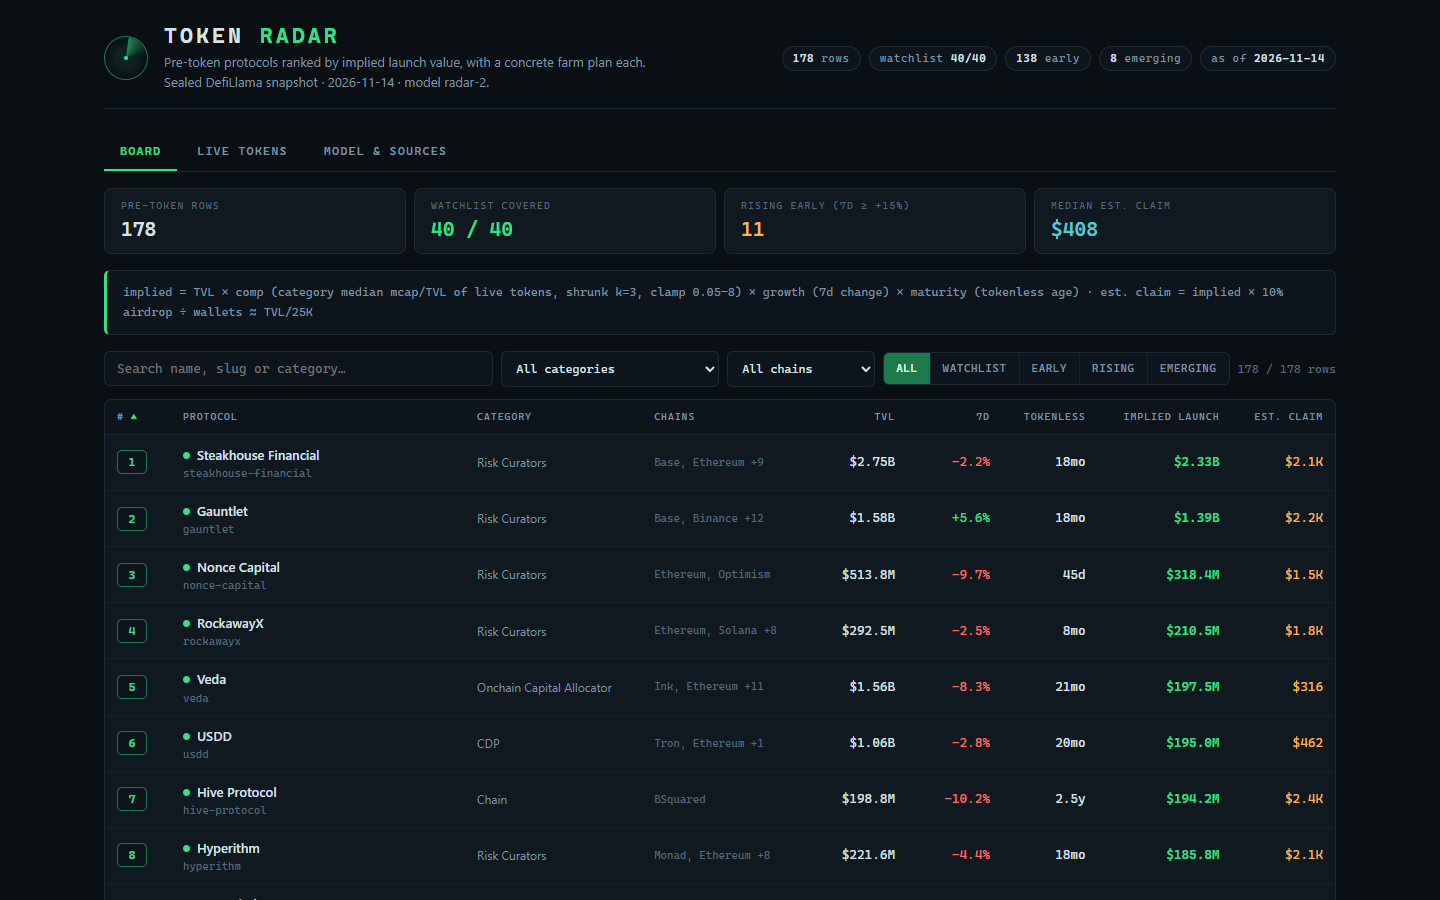 TOKEN RADAR
Pre-token protocols ranked by implied launch value, with a concrete farm plan each.
Sealed DefiLlama snapshot · 2026-11-14 · model radar-2.
178 rows
watchlist 40/40
138 early
8 emerging
as of 2026-11-14
BOARD
LIVE TOKENS
MODEL & SOURCES
PRE-TOKEN ROWS
178
WATCHLIST COVERED
40 / 40
RISING EARLY (7D ≥ +15%)
11
MEDIAN EST. CLAIM
$408
implied = TVL × comp (category median mcap/TVL of live tokens, shrunk k=3, clamp 0.05–8) × growth (7d change) × maturity (tokenless age) · est. claim = implied × 10%
airdrop ÷ wallets ≈ TVL/25K
Search name, slug or category…
All categories
All chains
ALL
WATCHLIST
EARLY
RISING
EMERGING
178 / 178 rows
# ▲ PROTOCOL CATEGORY CHAINS TVL 7D TOKENLESS IMPLIED LAUNCH EST. CLAIM
1 Steakhouse Financial Risk Curators Base, Ethereum +9 $2.75B −2.2% 18mo $2.33B $2.1K
steakhouse-financial
2 Gauntlet Risk Curators Base, Binance +12 $1.58B +5.6% 18mo $1.39B $2.2K
gauntlet
3 Nonce Capital Risk Curators Ethereum, Optimism $513.8M −9.7% 45d $318.4M $1.5K
nonce-capital
4 RockawayX Risk Curators Ethereum, Solana +8 $292.5M −2.5% 8mo $210.5M $1.8K
rockawayx
5 Veda Onchain Capital Allocator Ink, Ethereum +11 $1.56B −8.3% 21mo $197.5M $316
veda
6 USDD CDP Tron, Ethereum +1 $1.06B −2.8% 20mo $195.0M $462
usdd
7 Hive Protocol Chain BSquared $198.8M −10.2% 2.5y $194.2M $2.4K
hive-protocol
8 Hyperithm Risk Curators Monad, Ethereum +8 $221.6M −4.4% 18mo $185.8M $2.1K
hyperithm